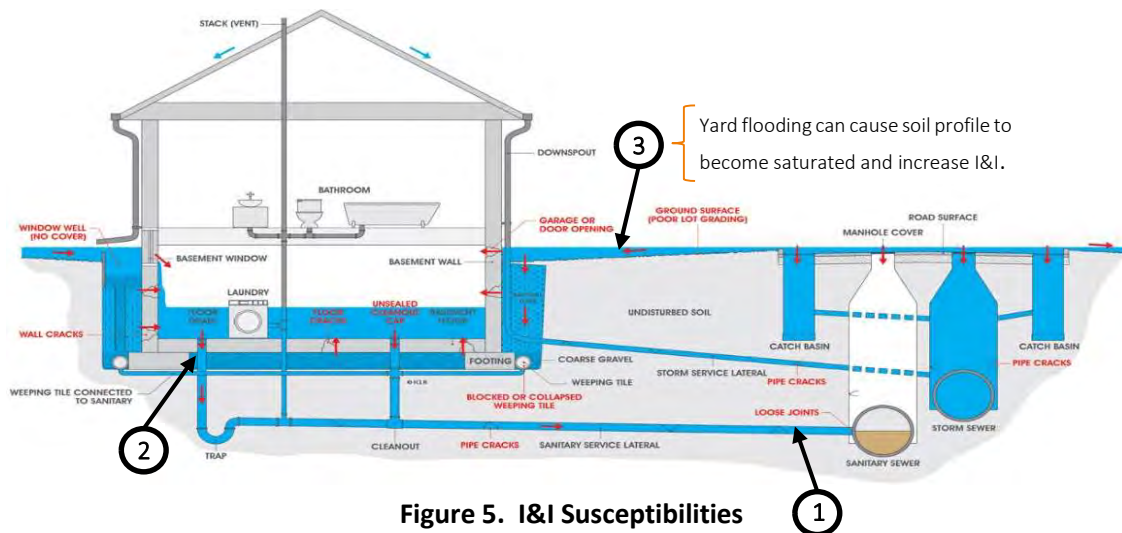 STACK (VENT)
3
Yard flooding can cause soil profile to
become saturated and increase I&I.
DOWNSPOUT
BATHROOM
WINDOW WELL
(NO COVER)
GARAGE OR
DOOR OPENING
GROUND SURFACE
(POOR LOT GRADING)
ROAD SURFACE
MANHOLE COVER
BASEMENT WINDOW
BASEMENT WALL
LAUNDRY
FLOOR
DRAIN
FLOOR
CRACKS
UNSEALED
CLEANOUT
CAP
BASEMENT
UNDISTURBED SOIL
WALL CRACKS
CATCH BASIN
CATCH BASIN
FOOTING
COARSE GRAVEL
PIPE CRACKS
STORM SERVICE LATERAL
PIPE CRACKS
WEEPING TILE CONNECTED
TO SANITARY
WEEPING TILE
BLOCKED OR COLLAPSED
WEEPING TILE
LOOSE JOINTS
STORM SEWER
2
TRAP
CLEANOUT
PIPE CRACKS
SANITARY SERVICE LATERAL
SANITARY SEWER
Figure 5. I&I Susceptibilities
1